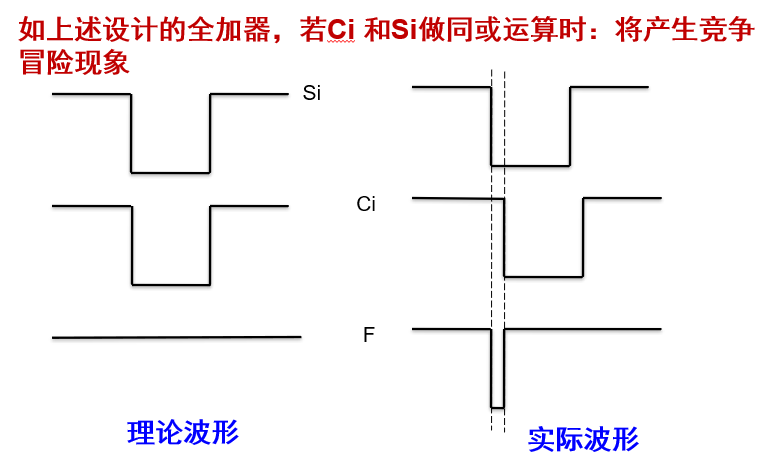 如上述设计的全加器，若Ci 和Si做同或运算时：将产生竞争
冒险现象
Si
Ci
F
理论波形
实际波形